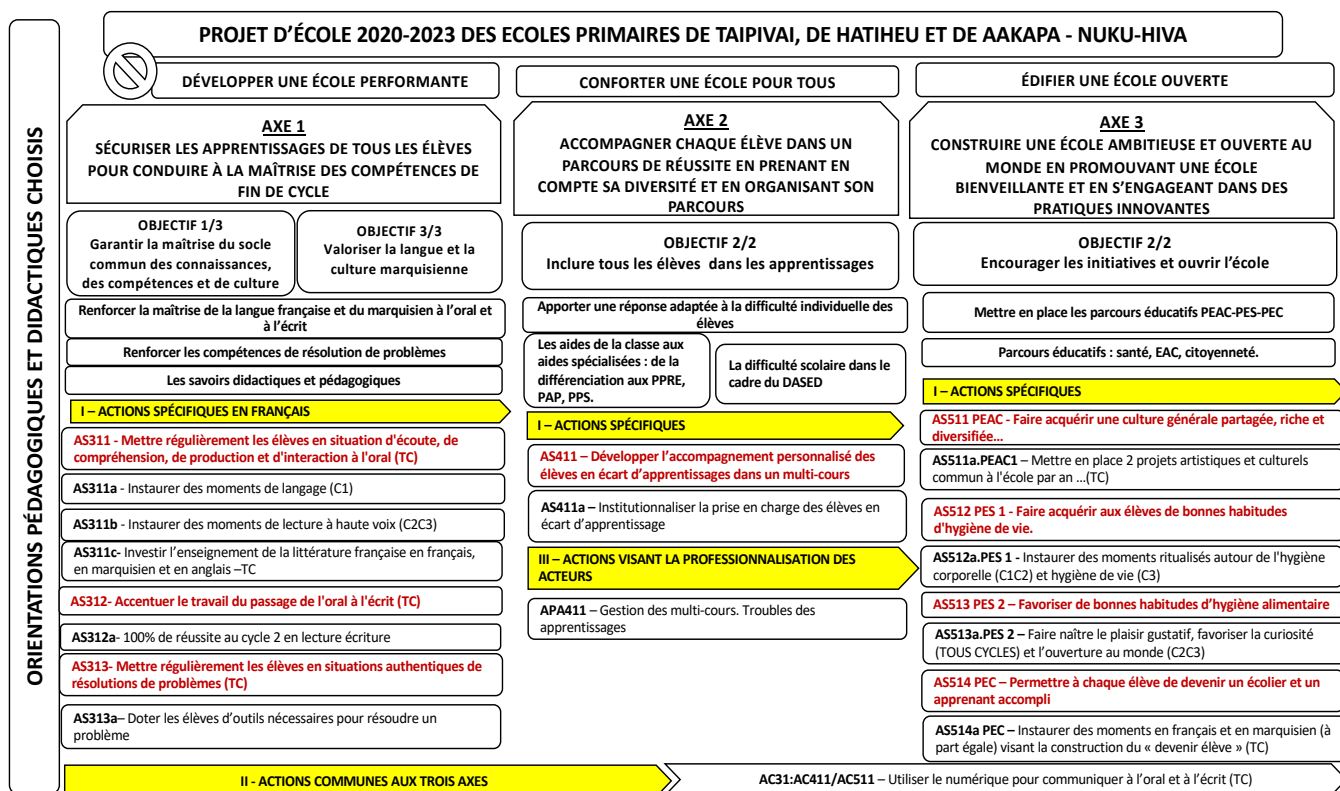 PROJET D'ÉCOLE 2020-2023 DES ECOLES PRIMAIRES DE TAIPIVAI, DE HATIHEU ET DE AAKAPA - NUKU-HIVA
ORIENTATIONS PÉDAGOGIQUES ET DIDACTIQUES CHOISIS
DÉVELOPPER UNE ÉCOLE PERFORMANTE
AXE 1
SÉCURISER LES APPRENTISSAGES DE TOUS LES ÉLÈVES
POUR CONDUIRE À LA MAÎTRISE DES COMPÉTENCES DE
FIN DE CYCLE
OBJECTIF 1/3
Garantir la maîtrise du socle
commun des connaissances,
des compétences et de culture
OBJECTIF 3/3
Valoriser la langue et la
culture marquisienne
Renforcer la maîtrise de la langue française et du marquisien à l'oral et
à l'écrit
Renforcer les compétences de résolution de problèmes
Les savoirs didactiques et pédagogiques
I – ACTIONS SPÉCIFIQUES EN FRANÇAIS
AS311 - Mettre régulièrement les élèves en situation d'écoute, de
compréhension, de production et d'interaction à l'oral (TC)
AS311a - Instaurer des moments de langage (C1)
AS311b - Instaurer des moments de lecture à haute voix (C2C3)
AS311c- Investir l'enseignement de la littérature française en français,
en marquisien et en anglais –TC
AS312- Accentuer le travail du passage de l'oral à l'écrit (TC)
AS312a- 100% de réussite au cycle 2 en lecture écriture
AS313- Mettre régulièrement les élèves en situations authentiques de
résolutions de problèmes (TC)
AS313a– Doter les élèves d'outils nécessaires pour résoudre un
problème
CONFORTER UNE ÉCOLE POUR TOUS
AXE 2
ACCOMPAGNER CHAQUE ÉLÈVE DANS UN
PARCOURS DE RÉUSSITE EN PRENANT EN
COMPTE SA DIVERSITÉ ET EN ORGANISANT SON
PARCOURS
OBJECTIF 2/2
Inclure tous les élèves dans les apprentissages
Apporter une réponse adaptée à la difficulté individuelle des
élèves
Les aides de la classe aux
aides spécialisées : de la
différenciation aux PPRE,
PAP, PPS.
La difficulté scolaire dans le
cadre du DASED
I – ACTIONS SPÉCIFIQUES
AS411 – Développer l'accompagnement personnalisé des
élèves en écart d'apprentissages dans un multi-cours
AS411a – Institutionnaliser la prise en charge des élèves en
écart d'apprentissage
III – ACTIONS VISANT LA PROFESSIONNALISATION DES
ACTEURS
APA411 – Gestion des multi-cours. Troubles des
apprentissages
ÉDIFIER UNE ÉCOLE OUVERTE
AXE 3
CONSTRUIRE UNE ÉCOLE AMBITIEUSE ET OUVERTE AU
MONDE EN PROMOUVANT UNE ÉCOLE
BIENVEILLANTE ET EN S'ENGAGEANT DANS DES
PRATIQUES INNOVANTES
OBJECTIF 2/2
Encourager les initiatives et ouvrir l'école
Mettre en place les parcours éducatifs PEAC-PES-PEC
Parcours éducatifs : santé, EAC, citoyenneté.
I – ACTIONS SPÉCIFIQUES
AS511 PEAC - Faire acquérir une culture générale partagée, riche et
diversifiée…
AS511a.PEAC1 – Mettre en place 2 projets artistiques et culturels
commun à l'école par an …(TC)
AS512 PES 1 - Faire acquérir aux élèves de bonnes habitudes
d'hygiène de vie.
AS512a.PES 1 - Instaurer des moments ritualisés autour de l'hygiène
corporelle (C1C2) et hygiène de vie (C3)
AS513 PES 2 – Favoriser de bonnes habitudes d'hygiène alimentaire
AS513a.PES 2 – Faire naître le plaisir gustatif, favoriser la curiosité
(TOUS CYCLES) et l'ouverture au monde (C2C3)
AS514 PEC – Permettre à chaque élève de devenir un écolier et un
apprenant accompli
AS514a PEC – Instaurer des moments en français et en marquisien (à
part égale) visant la construction du « devenir élève » (TC)
II - ACTIONS COMMUNES AUX TROIS AXES
AC31:AC411/AC511 – Utiliser le numérique pour communiquer à l'oral et à l'écrit (TC)